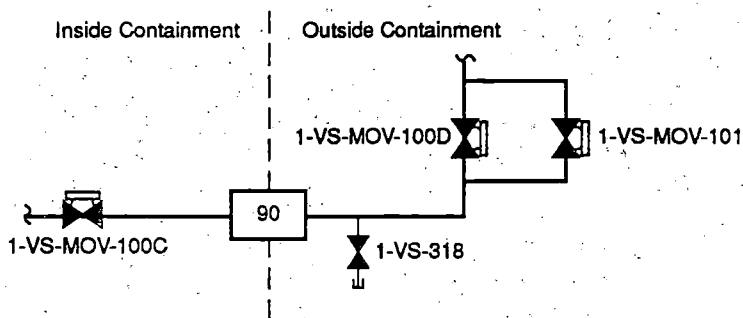 Inside Containment
Outside Containment
1-VS-MOV-100D
1-VS-MOV-101
90
1-VS-MOV-100C
1-VS-318